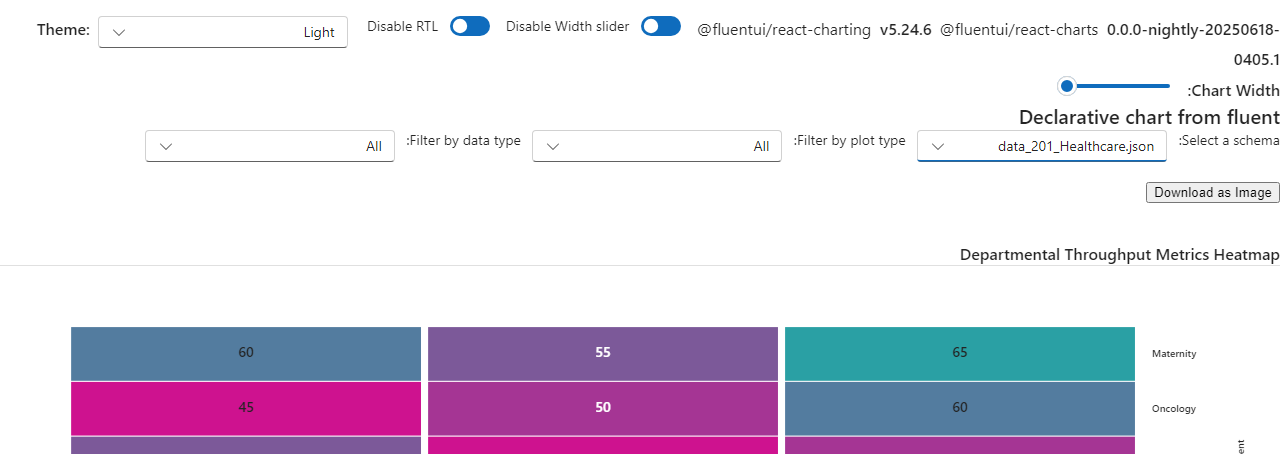 Theme: Light Disable RTL Disable Width slider @fluentui/react-charting v5.24.6 @fluentui/react-charts 0.0.0-nightly-20250618-
0405.1
:Chart Width
Declarative chart from fluent
:Select a schema data_201_Healthcare.json :Filter by plot type All :Filter by data type All
Download as Image
Departmental Throughput Metrics Heatmap
60 55 65 Maternity
45 50 60 Oncology